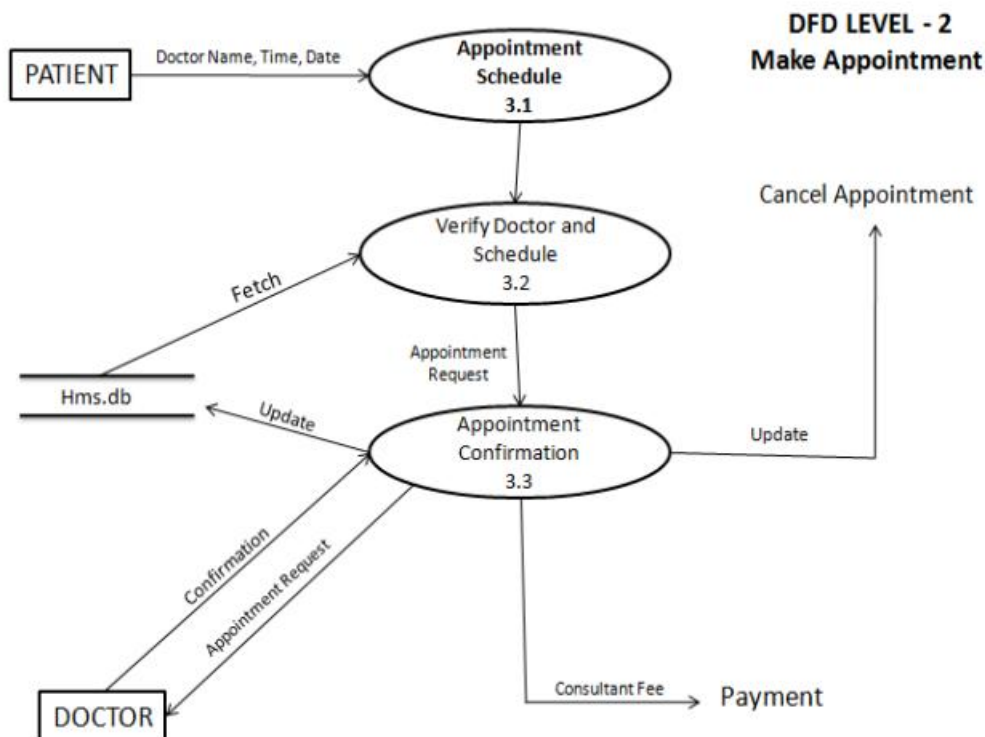 DFD LEVEL - 2
Make Appointment
PATIENT
Doctor Name, Time, Date
Appointment
Schedule
3.1
Cancel Appointment
Verify Doctor and
Schedule
3.2
Fetch
Appointment
Request
Hms.db
Update
Appointment
Confirmation
3.3
Update
Confirmation
Appointment Request
Consultant Fee
Payment
DOCTOR